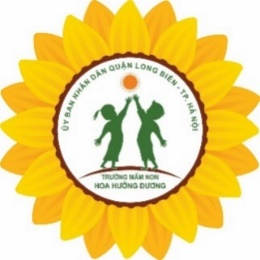 ỦY BAN NHÂN DÂN QUẬN LONG BIÊN - TP. HÀ NỘI
TRƯỜNG MẦM NON
HOA HƯỚNG DƯƠNG